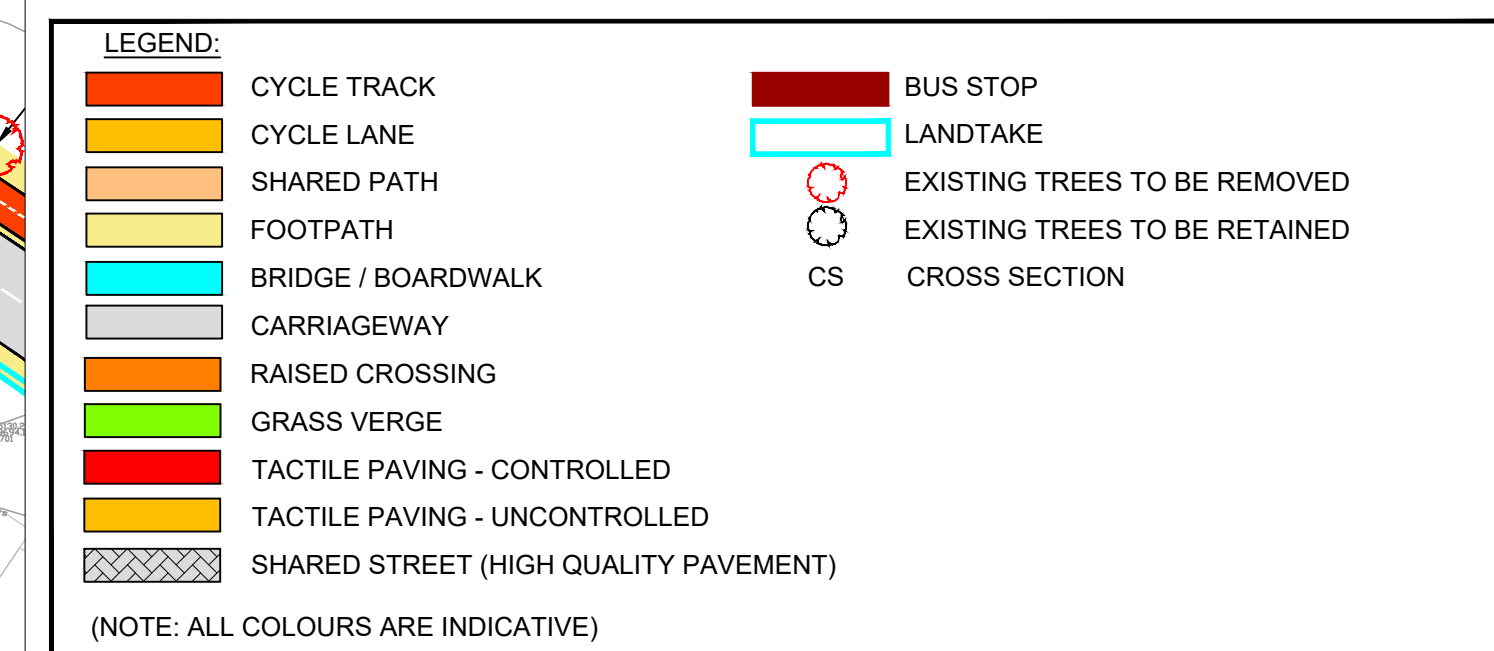 LEGEND:
CYCLE TRACK
CYCLE LANE
SHARED PATH
FOOTPATH
BRIDGE / BOARDWALK
CARRIAGEWAY
RAISED CROSSING
GRASS VERGE
TACTILE PAVING - CONTROLLED
TACTILE PAVING - UNCONTROLLED
SHARED STREET (HIGH QUALITY PAVEMENT)
BUS STOP
LANDTAKE
EXISTING TREES TO BE REMOVED
EXISTING TREES TO BE RETAINED
CS CROSS SECTION
(NOTE: ALL COLOURS ARE INDICATIVE)